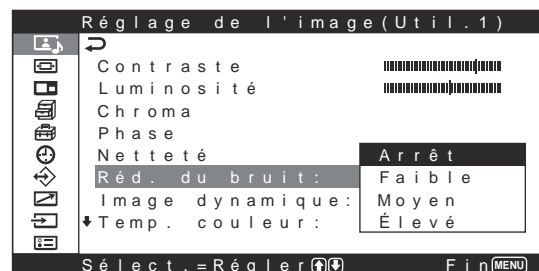 Réglage de l'image(Util.1)
Contraste
Luminosité
Chroma
Phase
Netteté
Réd. du bruit:
Image dynamique:
Temp. couleur:
Arrêt
Faible
Moyen
Élevé
Sélect.=Régler Fin MENU